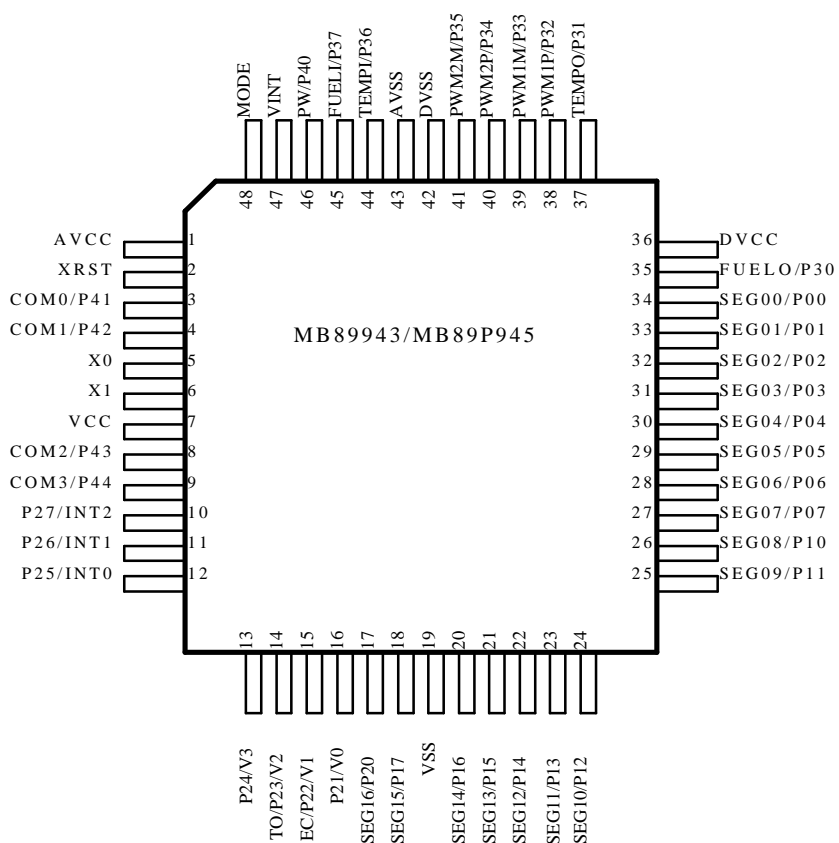 MODE
VINT
PW/P40
FUELI/P37
TEMPI/P36
AVSS
DVSS
PWM2M/P35
PWM2P/P34
PWM1M/P33
PWM1P/P32
TEMPO/P31
48
47
46
45
44
43
42
41
40
39
38
37
AVCC 1
XRST 2
COM0/P41 3
COM1/P42 4
X0 5
X1 6
VCC 7
COM2/P43 8
COM3/P44 9
P27/INT2 10
P26/INT1 11
P25/INT0 12
MB89943/MB89P945
36 DVCC
35 FUELO/P30
34 SEG00/P00
33 SEG01/P01
32 SEG02/P02
31 SEG03/P03
30 SEG04/P04
29 SEG05/P05
28 SEG06/P06
27 SEG07/P07
26 SEG08/P10
25 SEG09/P11
13
14
15
16
17
18
19
20
21
22
23
24
P24/V3
TO/P23/V2
EC/P22/V1
P21/V0
SEG16/P20
SEG15/P17
VSS
SEG14/P16
SEG13/P15
SEG12/P14
SEG11/P13
SEG10/P12